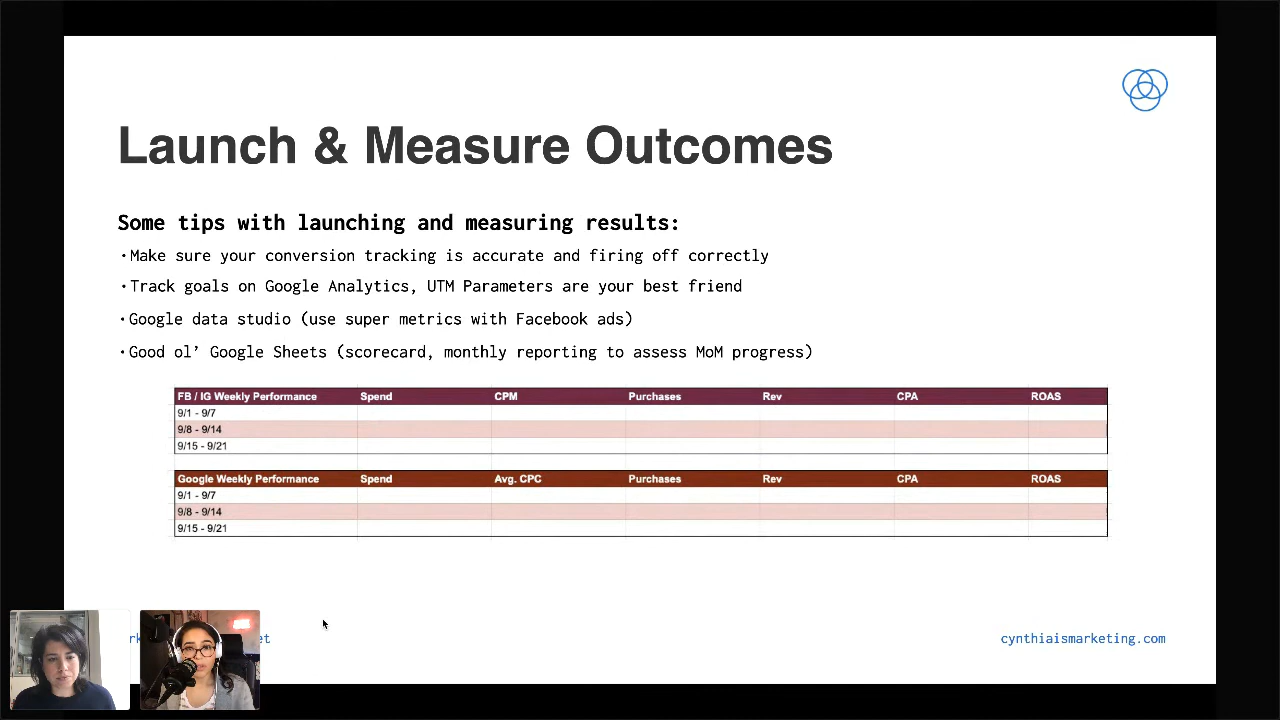 Launch & Measure Outcomes
Some tips with launching and measuring results:
•Make sure your conversion tracking is accurate and firing off correctly
•Track goals on Google Analytics, UTM Parameters are your best friend
•Google data studio (use super metrics with Facebook ads)
•Good ol’ Google Sheets (scorecard, monthly reporting to assess MoM progress)
FB / IG Weekly Performance Spend CPM Purchases Rev CPA ROAS
9/1 - 9/7
9/8 - 9/14
9/15 - 9/21
Google Weekly Performance Spend Avg. CPC Purchases Rev CPA ROAS
9/1 - 9/7
9/8 - 9/14
9/15 - 9/21
cynthiaismarketing.com